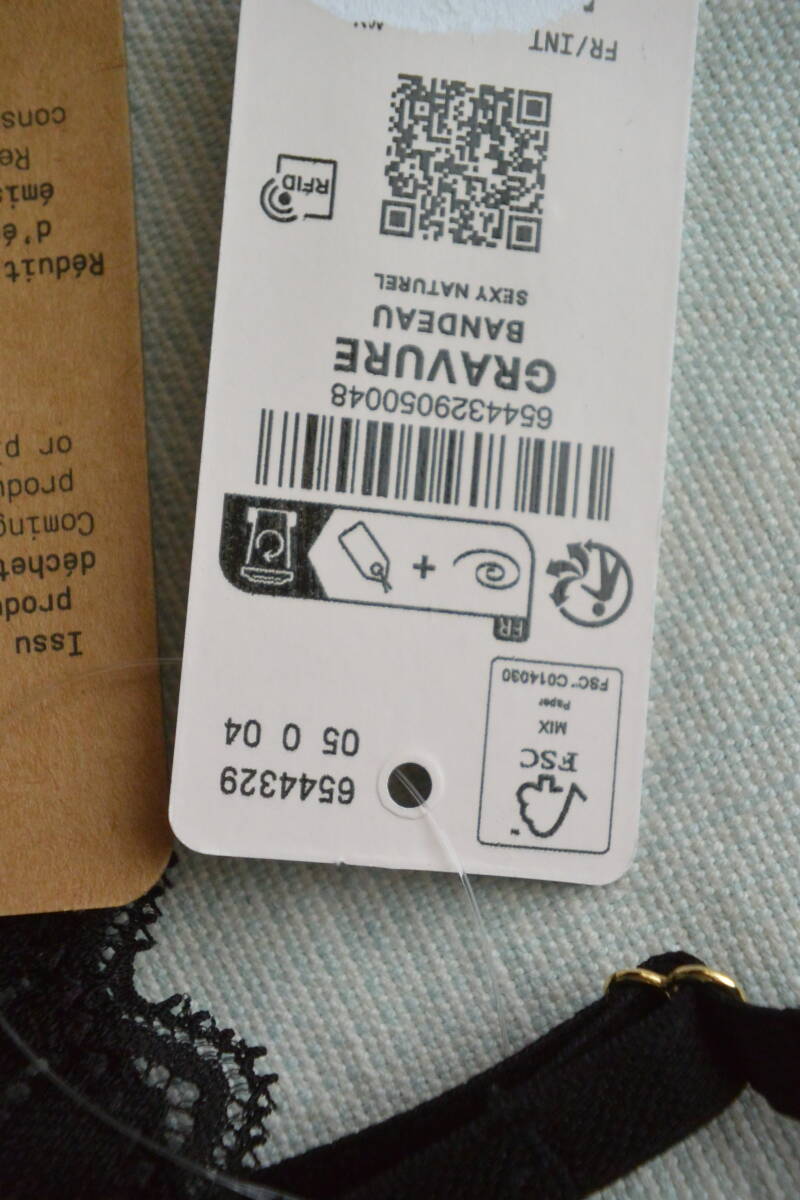 6544329
05 0 04
FSC
MIX
Paper
FSC™ C014030
FR
6544329050048
GRAVURE
BANDEAU
SEXY NATUREL
RFID
FR/INT
Issu
produ
déchet
Coming
produ
or p
Réduit
d'é
émis
Re
cons